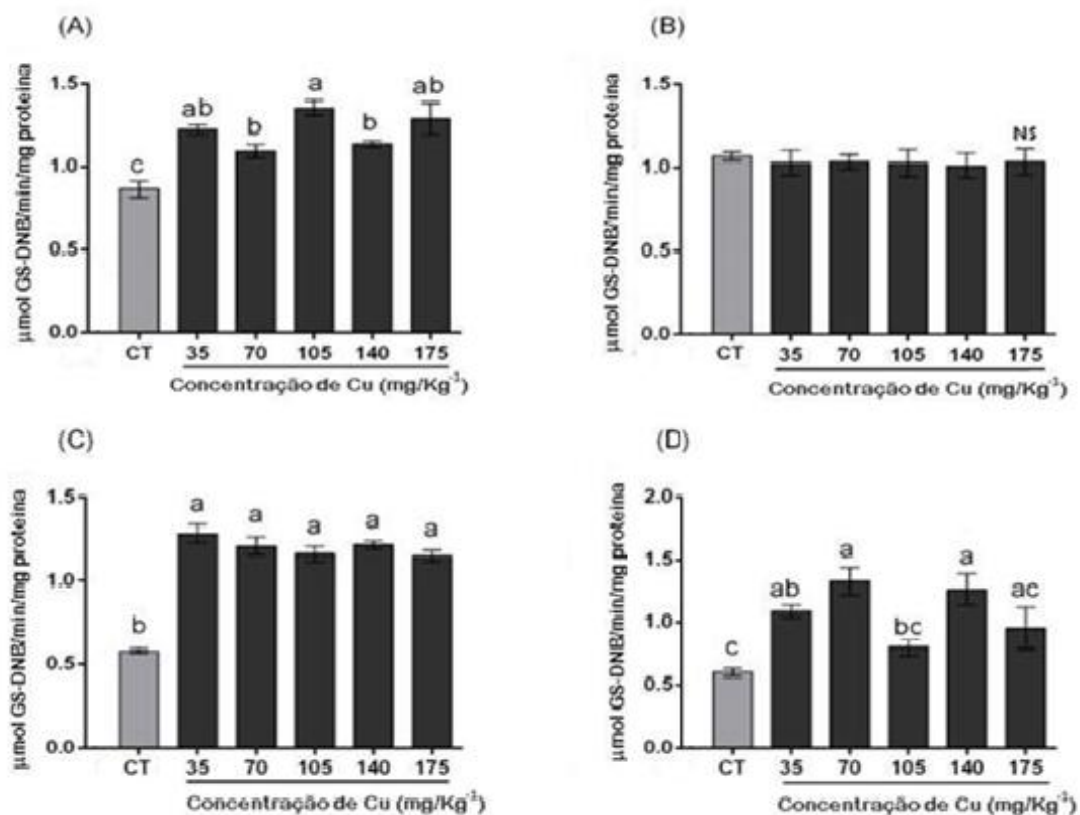 (A)
μmol GS-DNB/min/mg proteina
1.5
1.0
0.5
0.0
c
ab
b
a
b
ab
CT
35
70
105
140
175
Concentração de Cu (mg/Kg⁻¹)
(B)
μmol GS-DNB/min/mg proteina
1.5
1.0
0.5
0.0
NS
CT
35
70
105
140
175
Concentração de Cu (mg/Kg⁻¹)
(C)
μmol GS-DNB/min/mg proteina
1.5
1.0
0.5
0.0
b
a
a
a
a
a
CT
35
70
105
140
175
Concentração de Cu (mg/Kg⁻¹)
(D)
μmol GS-DNB/min/mg proteina
2.0
1.5
1.0
0.5
0.0
c
ab
a
bc
a
ac
CT
35
70
105
140
175
Concentração de Cu (mg/Kg⁻¹)